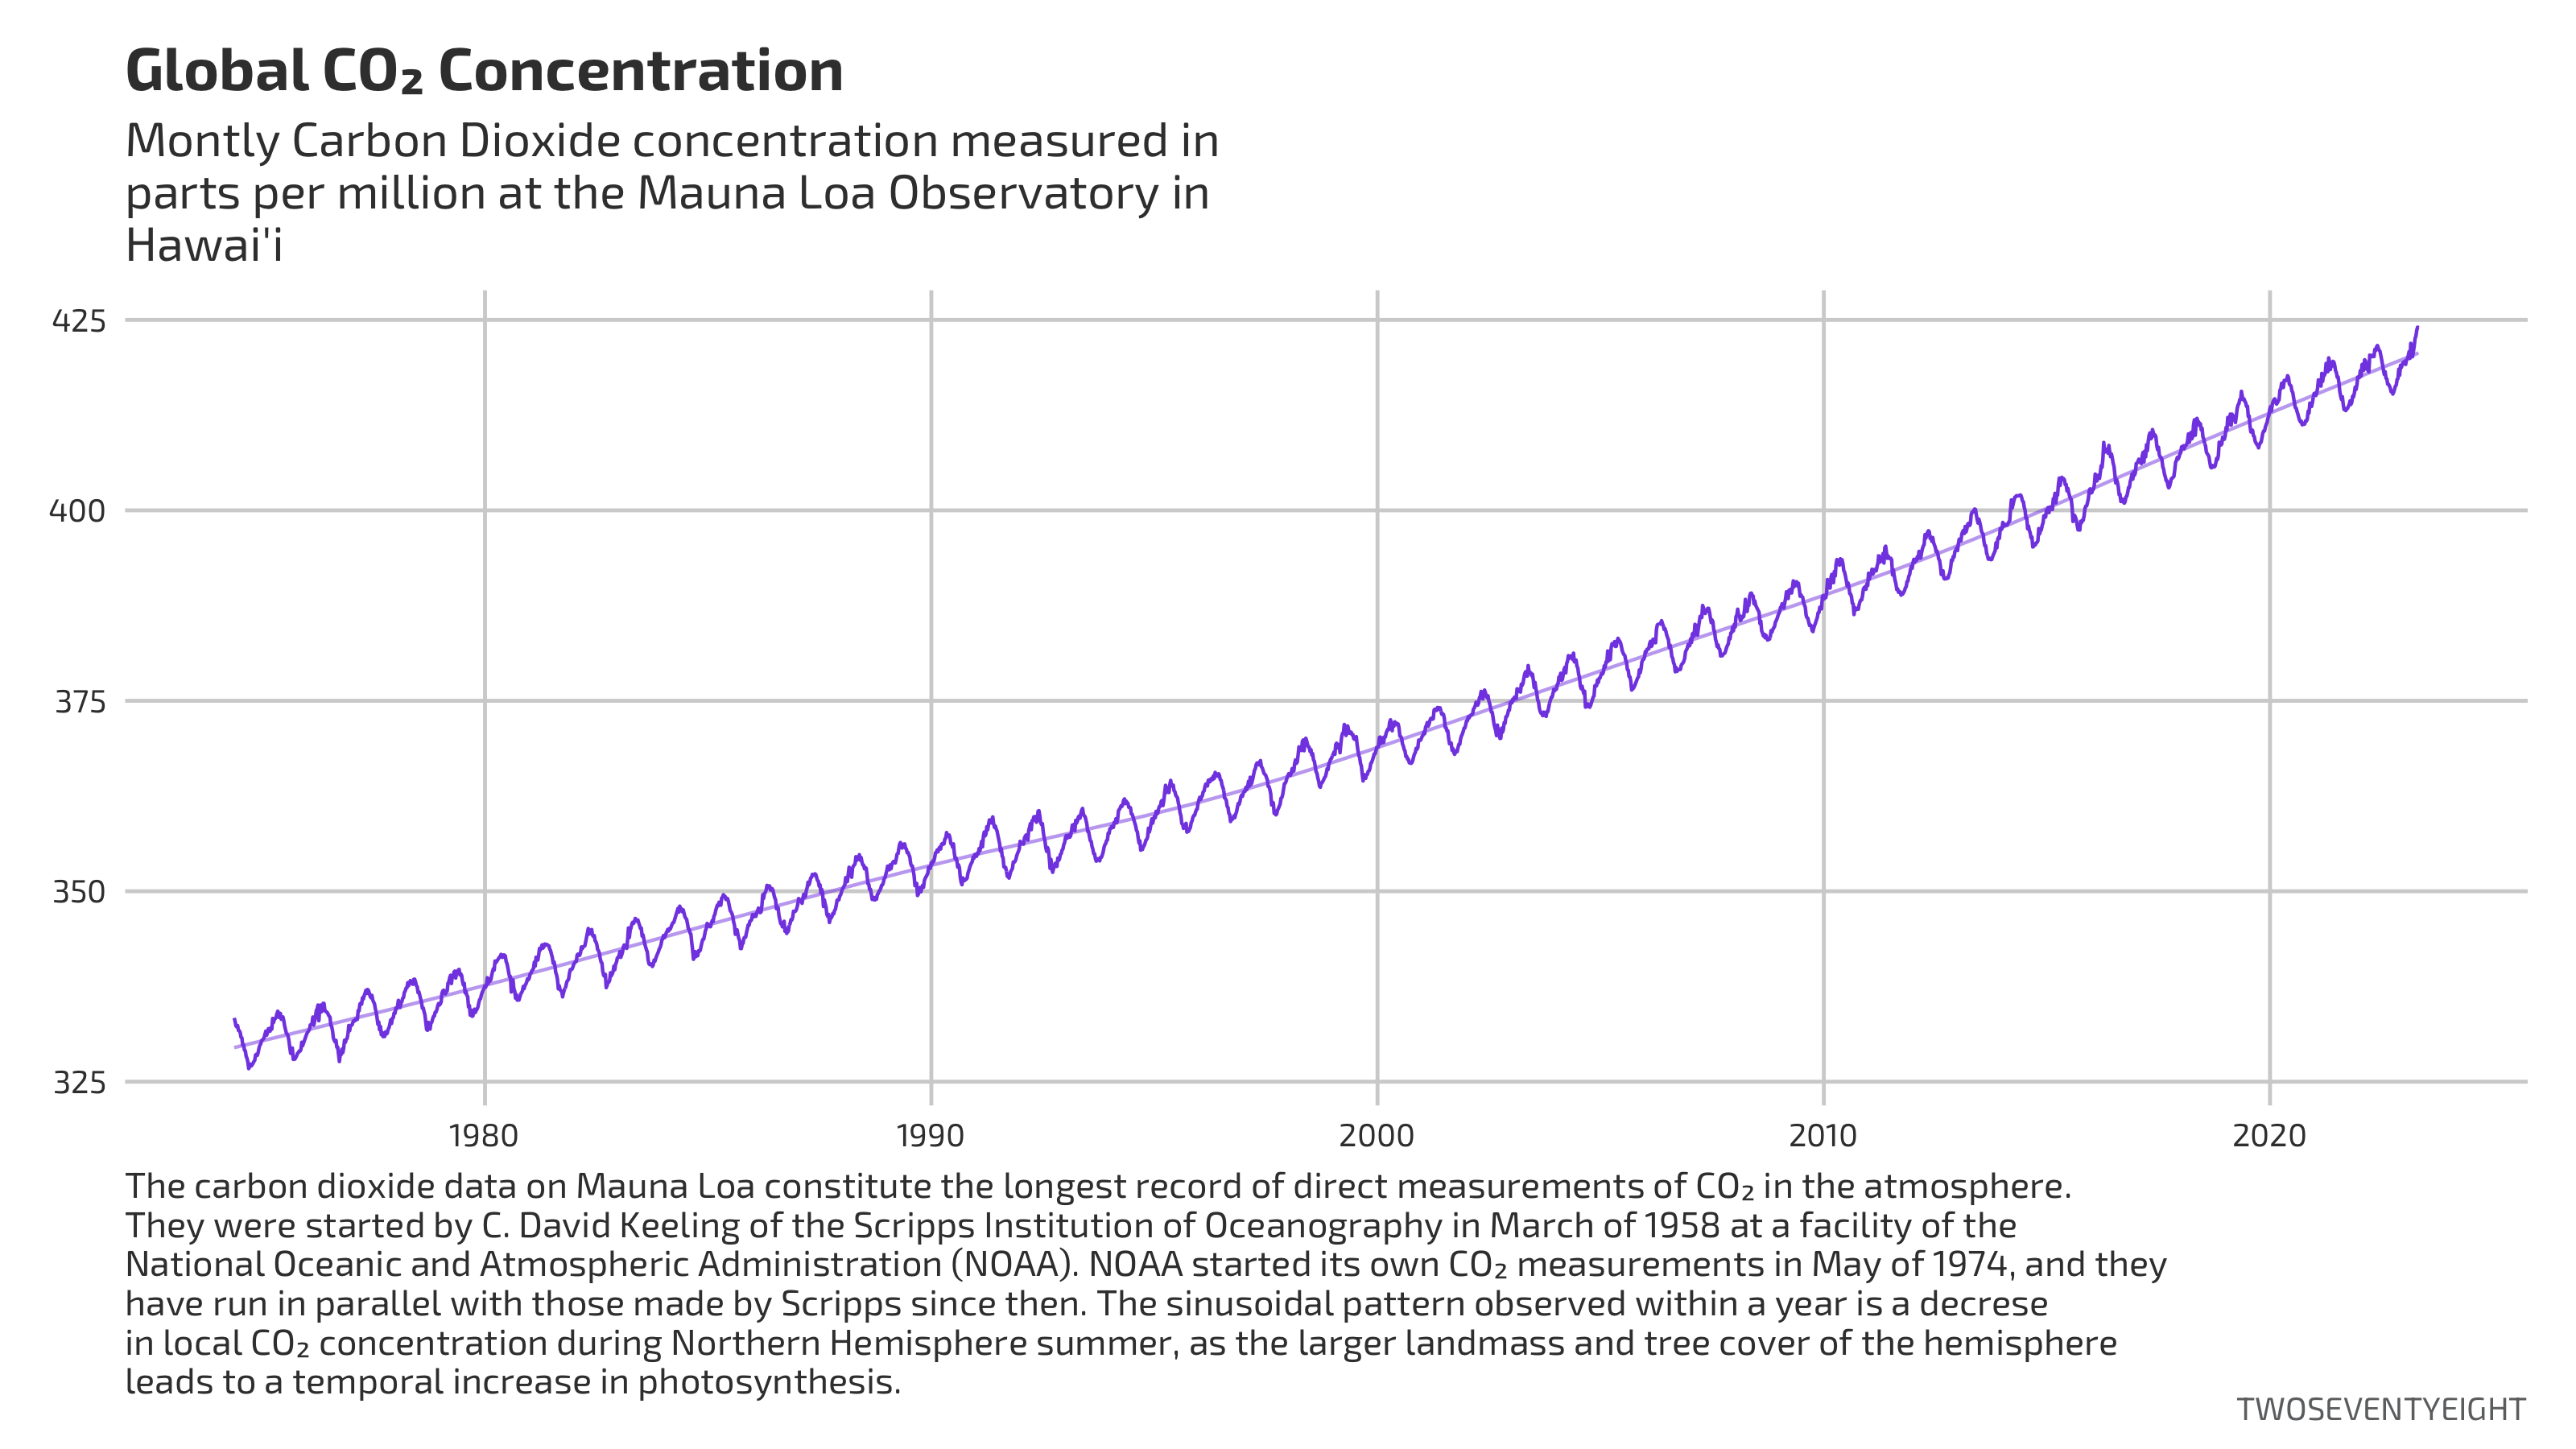 Global CO₂ Concentration
Montly Carbon Dioxide concentration measured in
parts per million at the Mauna Loa Observatory in
Hawai'i
425
400
375
350
325
1980 1990 2000 2010 2020
The carbon dioxide data on Mauna Loa constitute the longest record of direct measurements of CO₂ in the atmosphere.
They were started by C. David Keeling of the Scripps Institution of Oceanography in March of 1958 at a facility of the
National Oceanic and Atmospheric Administration (NOAA). NOAA started its own CO₂ measurements in May of 1974, and they
have run in parallel with those made by Scripps since then. The sinusoidal pattern observed within a year is a decrese
in local CO₂ concentration during Northern Hemisphere summer, as the larger landmass and tree cover of the hemisphere
leads to a temporal increase in photosynthesis.
TWOSEVENTYEIGHT